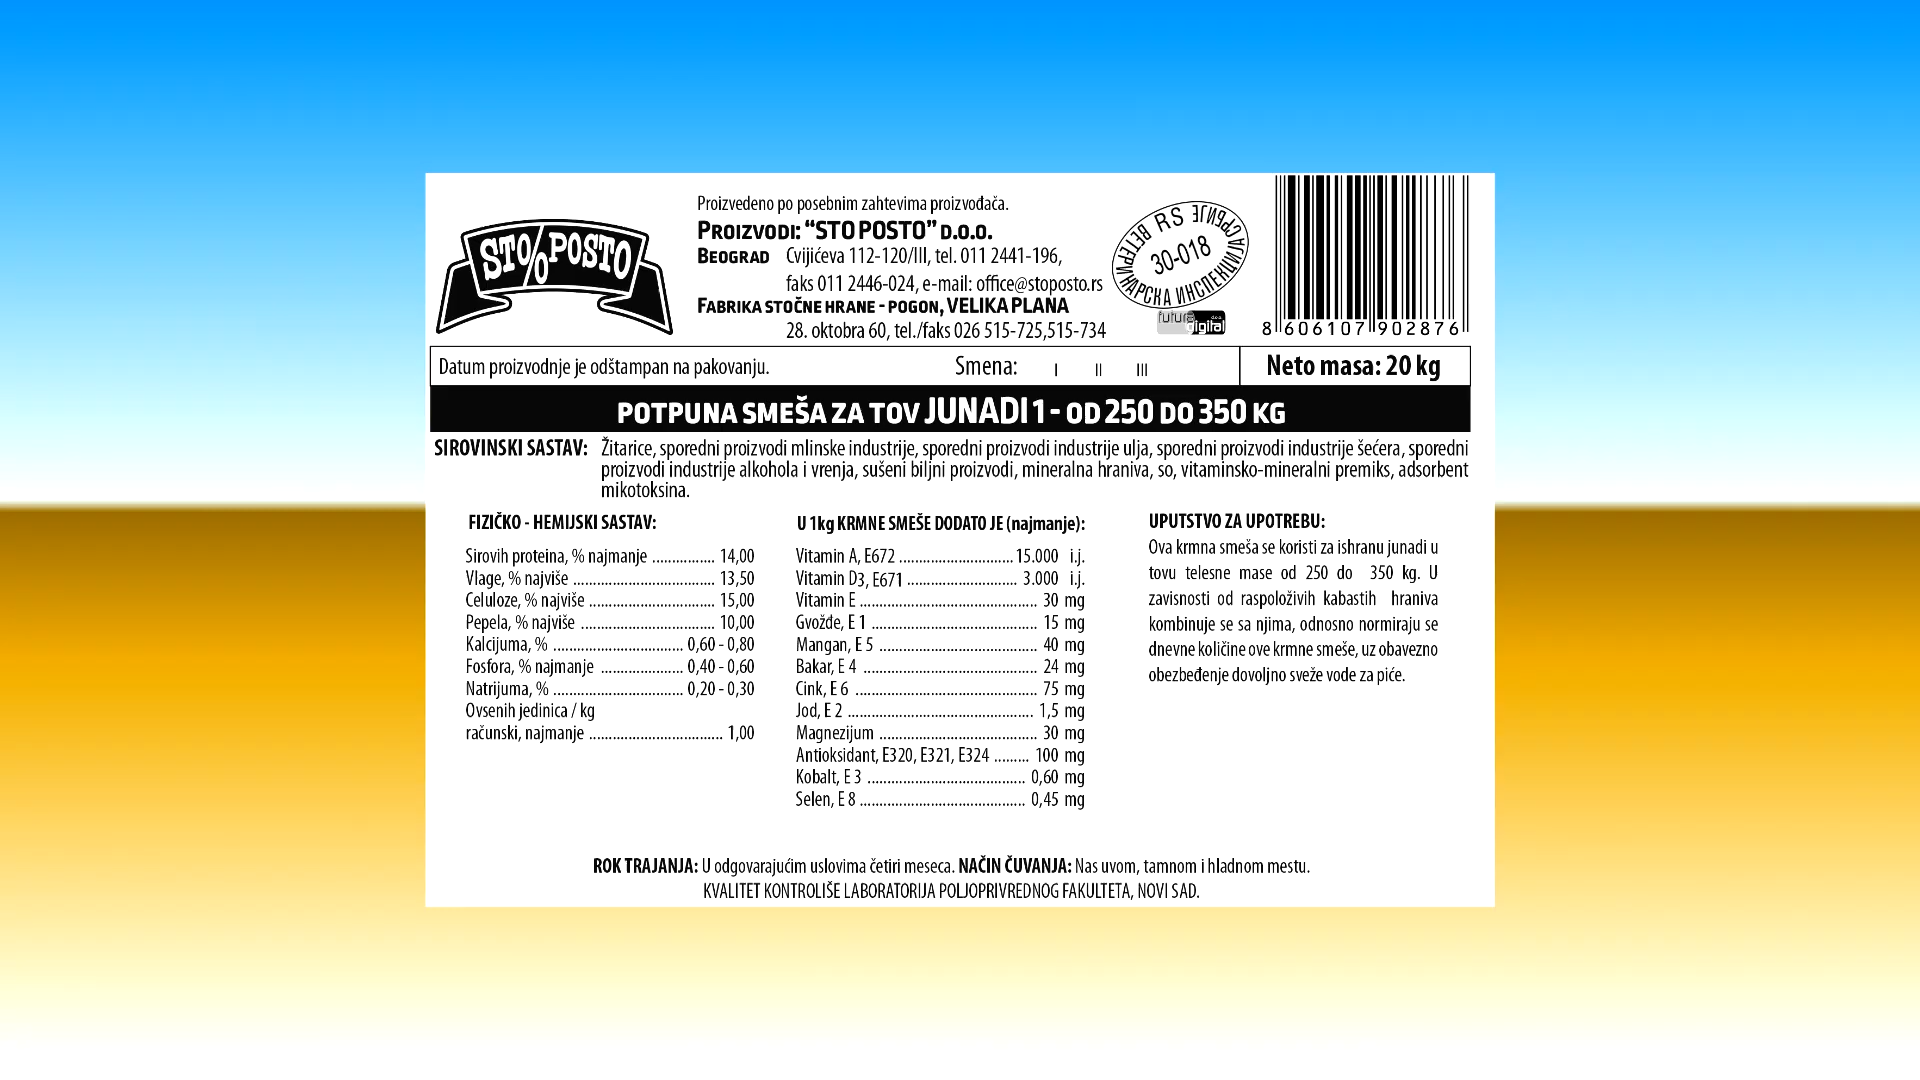 STO % POSTO
Proizvedeno po posebnim zahtevima proizvođača.
PROIZVODI: “STO POSTO” D.O.O.
BEOGRAD Cvijićeva 112-120/III, tel. 011 2441-196,
faks 011 2446-024, e-mail: office@stoposto.rs
FABRIKA STOČNE HRANE - POGON, VELIKA PLANA
28. oktobra 60, tel./faks 026 515-725,515-734
RS
ВЕТЕРИНАРСКА ИНСПЕКЦИЈА СРБИЈЕ
30-018
futura d.o.o.
digital
8 606107 902876
Datum proizvodnje je odštampan na pakovanju. Smena: I II III Neto masa: 20 kg
POTPUNA SMEŠA ZA TOV JUNADI 1 - OD 250 DO 350 KG
SIROVINSKI SASTAV: Žitarice, sporedni proizvodi mlinske industrije, sporedni proizvodi industrije ulja, sporedni proizvodi industrije šećera, sporedni
proizvodi industrije alkohola i vrenja, sušeni biljni proizvodi, mineralna hraniva, so, vitaminsko-mineralni premiks, adsorbent
mikotoksina.
FIZIČKO - HEMIJSKI SASTAV:
Sirovih proteina, % najmanje ................ 14,00
Vlage, % najviše .................................... 13,50
Celuloze, % najviše ................................ 15,00
Pepela, % najviše .................................. 10,00
Kalcijuma, % ................................. 0,60 - 0,80
Fosfora, % najmanje ..................... 0,40 - 0,60
Natrijuma, % ................................. 0,20 - 0,30
Ovsenih jedinica / kg
računski, najmanje .................................. 1,00
U 1kg KRMNE SMEŠE DODATO JE (najmanje):
Vitamin A, E672 ............................. 15.000 i.j.
Vitamin D3, E671 ............................ 3.000 i.j.
Vitamin E ............................................. 30 mg
Gvožđe, E 1 .......................................... 15 mg
Mangan, E 5 ........................................ 40 mg
Bakar, E 4 ............................................ 24 mg
Cink, E 6 .............................................. 75 mg
Jod, E 2 ............................................... 1,5 mg
Magnezijum ........................................ 30 mg
Antioksidant, E320, E321, E324 ......... 100 mg
Kobalt, E 3 ........................................ 0,60 mg
Selen, E 8 .......................................... 0,45 mg
UPUTSTVO ZA UPOTREBU:
Ova krmna smeša se koristi za ishranu junadi u
tovu telesne mase od 250 do 350 kg. U
zavisnosti od raspoloživih kabastih hraniva
kombinuje se sa njima, odnosno normiraju se
dnevne količine ove krmne smeše, uz obavezno
obezbeđenje dovoljno sveže vode za piće.
ROK TRAJANJA: U odgovarajućim uslovima četiri meseca. NAČIN ČUVANJA: Nas uvom, tamnom i hladnom mestu.
KVALITET KONTROLIŠE LABORATORIJA POLJOPRIVREDNOG FAKULTETA, NOVI SAD.